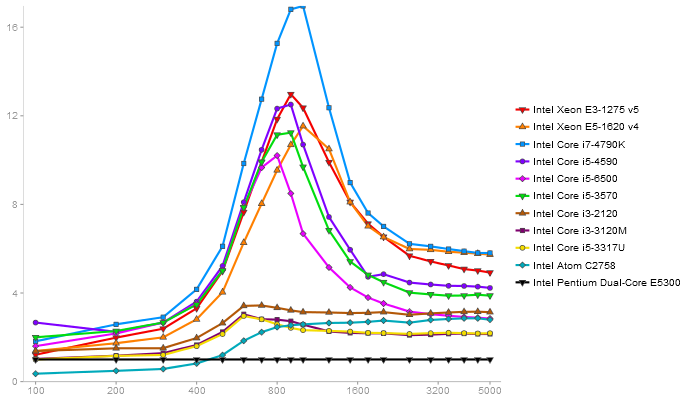 16
12
8
4
0
100 200 400 800 1600 3200 5000
Intel Xeon E3-1275 v5
Intel Xeon E5-1620 v4
Intel Core i7-4790K
Intel Core i5-4590
Intel Core i5-6500
Intel Core i5-3570
Intel Core i3-2120
Intel Core i3-3120M
Intel Core i5-3317U
Intel Atom C2758
Intel Pentium Dual-Core E5300